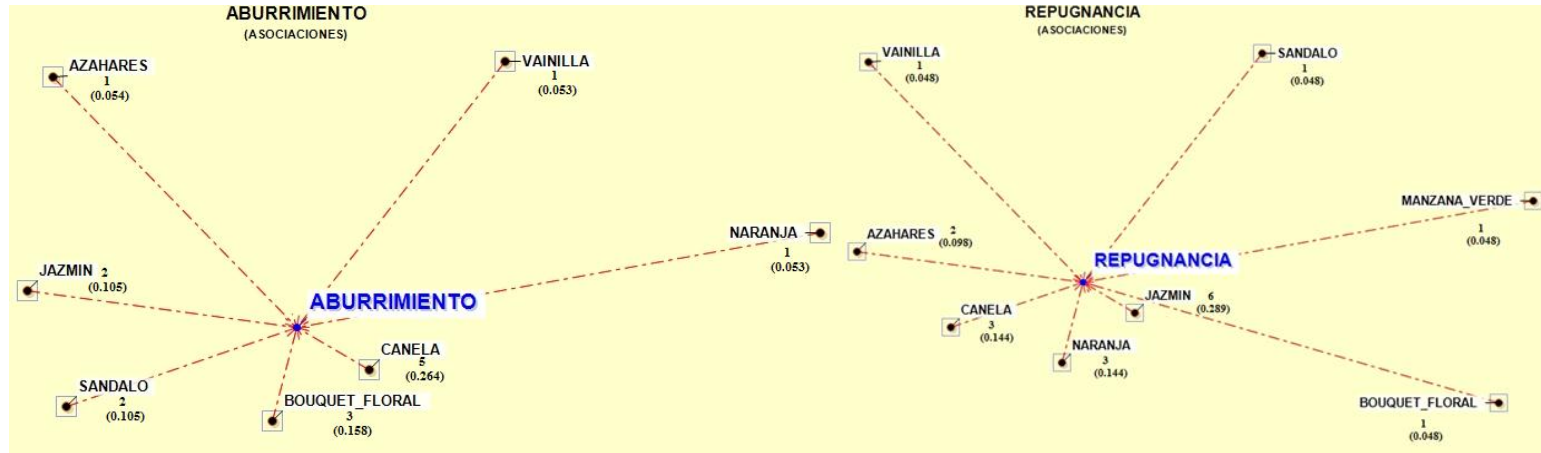 ABURRIMIENTO
(ASOCIACIONES)
AZAHARES
1
(0.054)
VAINILLA
1
(0.053)
NARANJA
1
(0.053)
JAZMIN 2
(0.105)
ABURRIMIENTO
CANELA
5
(0.264)
SANDALO
2
(0.105)
BOUQUET_FLORAL
3
(0.158)
REPUGNANCIA
(ASOCIACIONES)
VAINILLA
1
(0.048)
SANDALO
1
(0.048)
MANZANA_VERDE
1
(0.048)
AZAHARES 2
(0.098)
REPUGNANCIA
JAZMIN 6
(0.289)
CANELA
3
(0.144)
NARANJA
3
(0.144)
BOUQUET_FLORAL
1
(0.048)